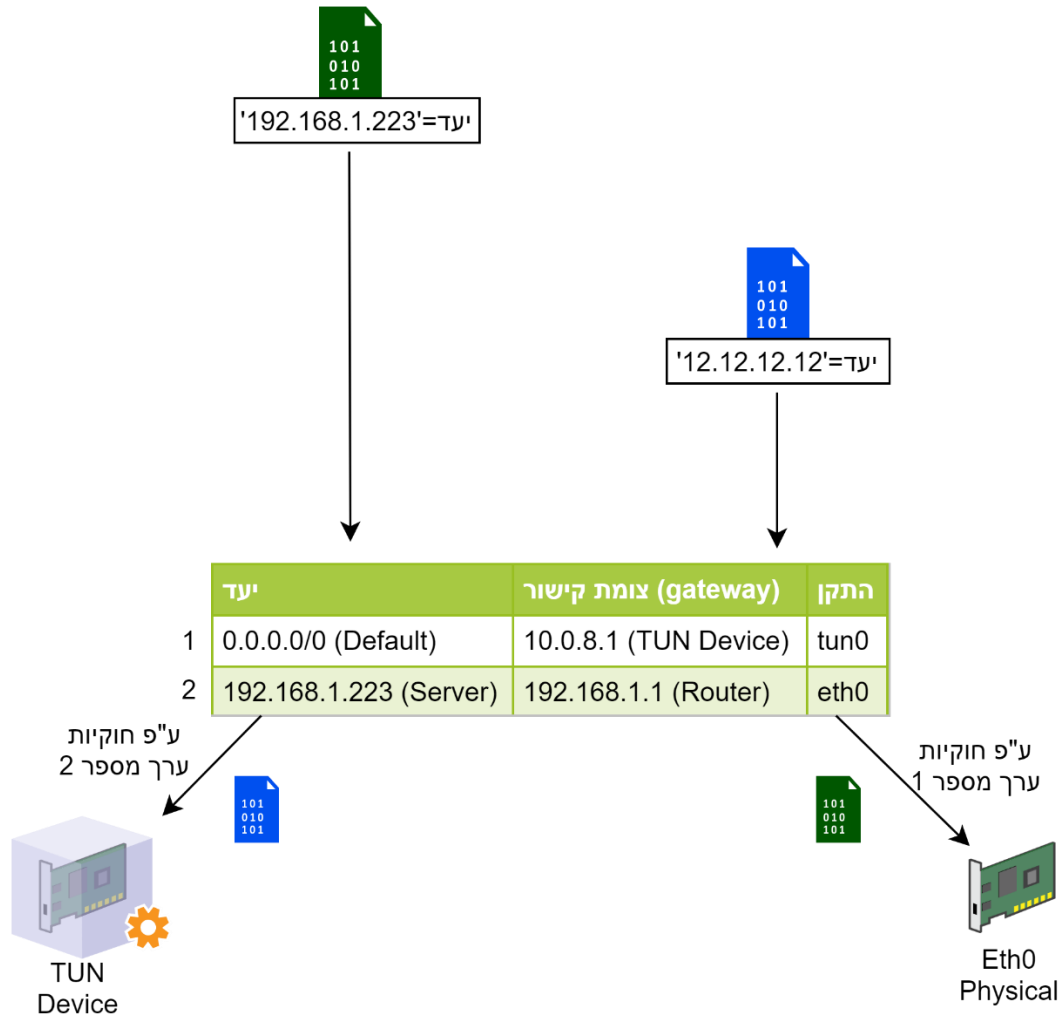 101
010
101
יעד='192.168.1.223'
101
010
101
יעד='12.12.12.12'
יעד צומת קישור (gateway) התקן
1 0.0.0.0/0 (Default) 10.0.8.1 (TUN Device) tun0
2 192.168.1.223 (Server) 192.168.1.1 (Router) eth0
ע"פ חוקיות
ערך מספר 2
ע"פ חוקיות
ערך מספר 1
101
010
101
101
010
101
TUN
Device
Eth0
Physical